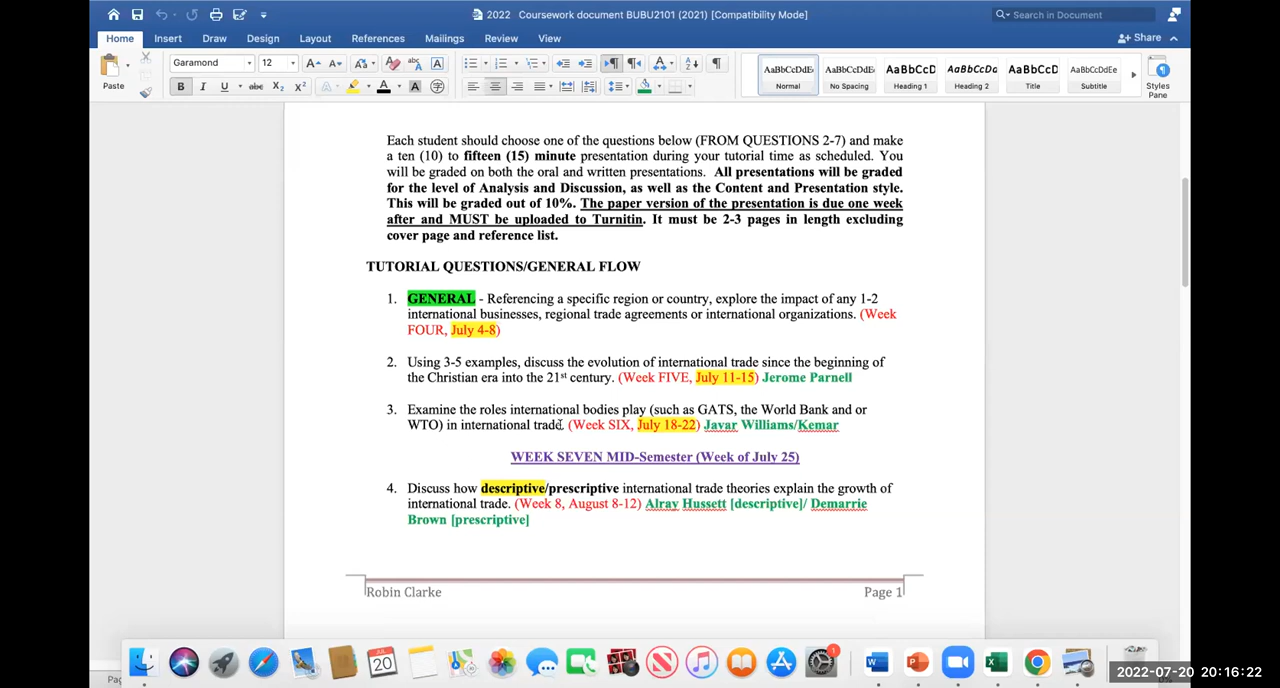 2022 Coursework document BUBU2101 (2021) [Compatibility Mode]
Search in Document
Home Insert Draw Design Layout References Mailings Review View
Share
Paste
Garamond 12
AaBbCcDdE AaBbCcDdE AaBbCcD AaBbCcDa AaBbCcD AaBbCcDdEe
Normal No Spacing Heading 1 Heading 2 Title Subtitle
Styles Pane
Each student should choose one of the questions below (FROM QUESTIONS 2-7) and make
a ten (10) to fifteen (15) minute presentation during your tutorial time as scheduled. You
will be graded on both the oral and written presentations. All presentations will be graded
for the level of Analysis and Discussion, as well as the Content and Presentation style.
This will be graded out of 10%. The paper version of the presentation is due one week
after and MUST be uploaded to Turnitin. It must be 2-3 pages in length excluding
cover page and reference list.
TUTORIAL QUESTIONS/GENERAL FLOW
1. GENERAL - Referencing a specific region or country, explore the impact of any 1-2
international businesses, regional trade agreements or international organizations. (Week
FOUR, July 4-8)
2. Using 3-5 examples, discuss the evolution of international trade since the beginning of
the Christian era into the 21st century. (Week FIVE, July 11-15) Jerome Parnell
3. Examine the roles international bodies play (such as GATS, the World Bank and or
WTO) in international trade. (Week SIX, July 18-22) Javar Williams/Kemar
WEEK SEVEN MID-Semester (Week of July 25)
4. Discuss how descriptive/prescriptive international trade theories explain the growth of
international trade. (Week 8, August 8-12) Alray Hussett [descriptive]/ Demarrie
Brown [prescriptive]
Robin Clarke Page 1
20
1
2022-07-20 20:16:22